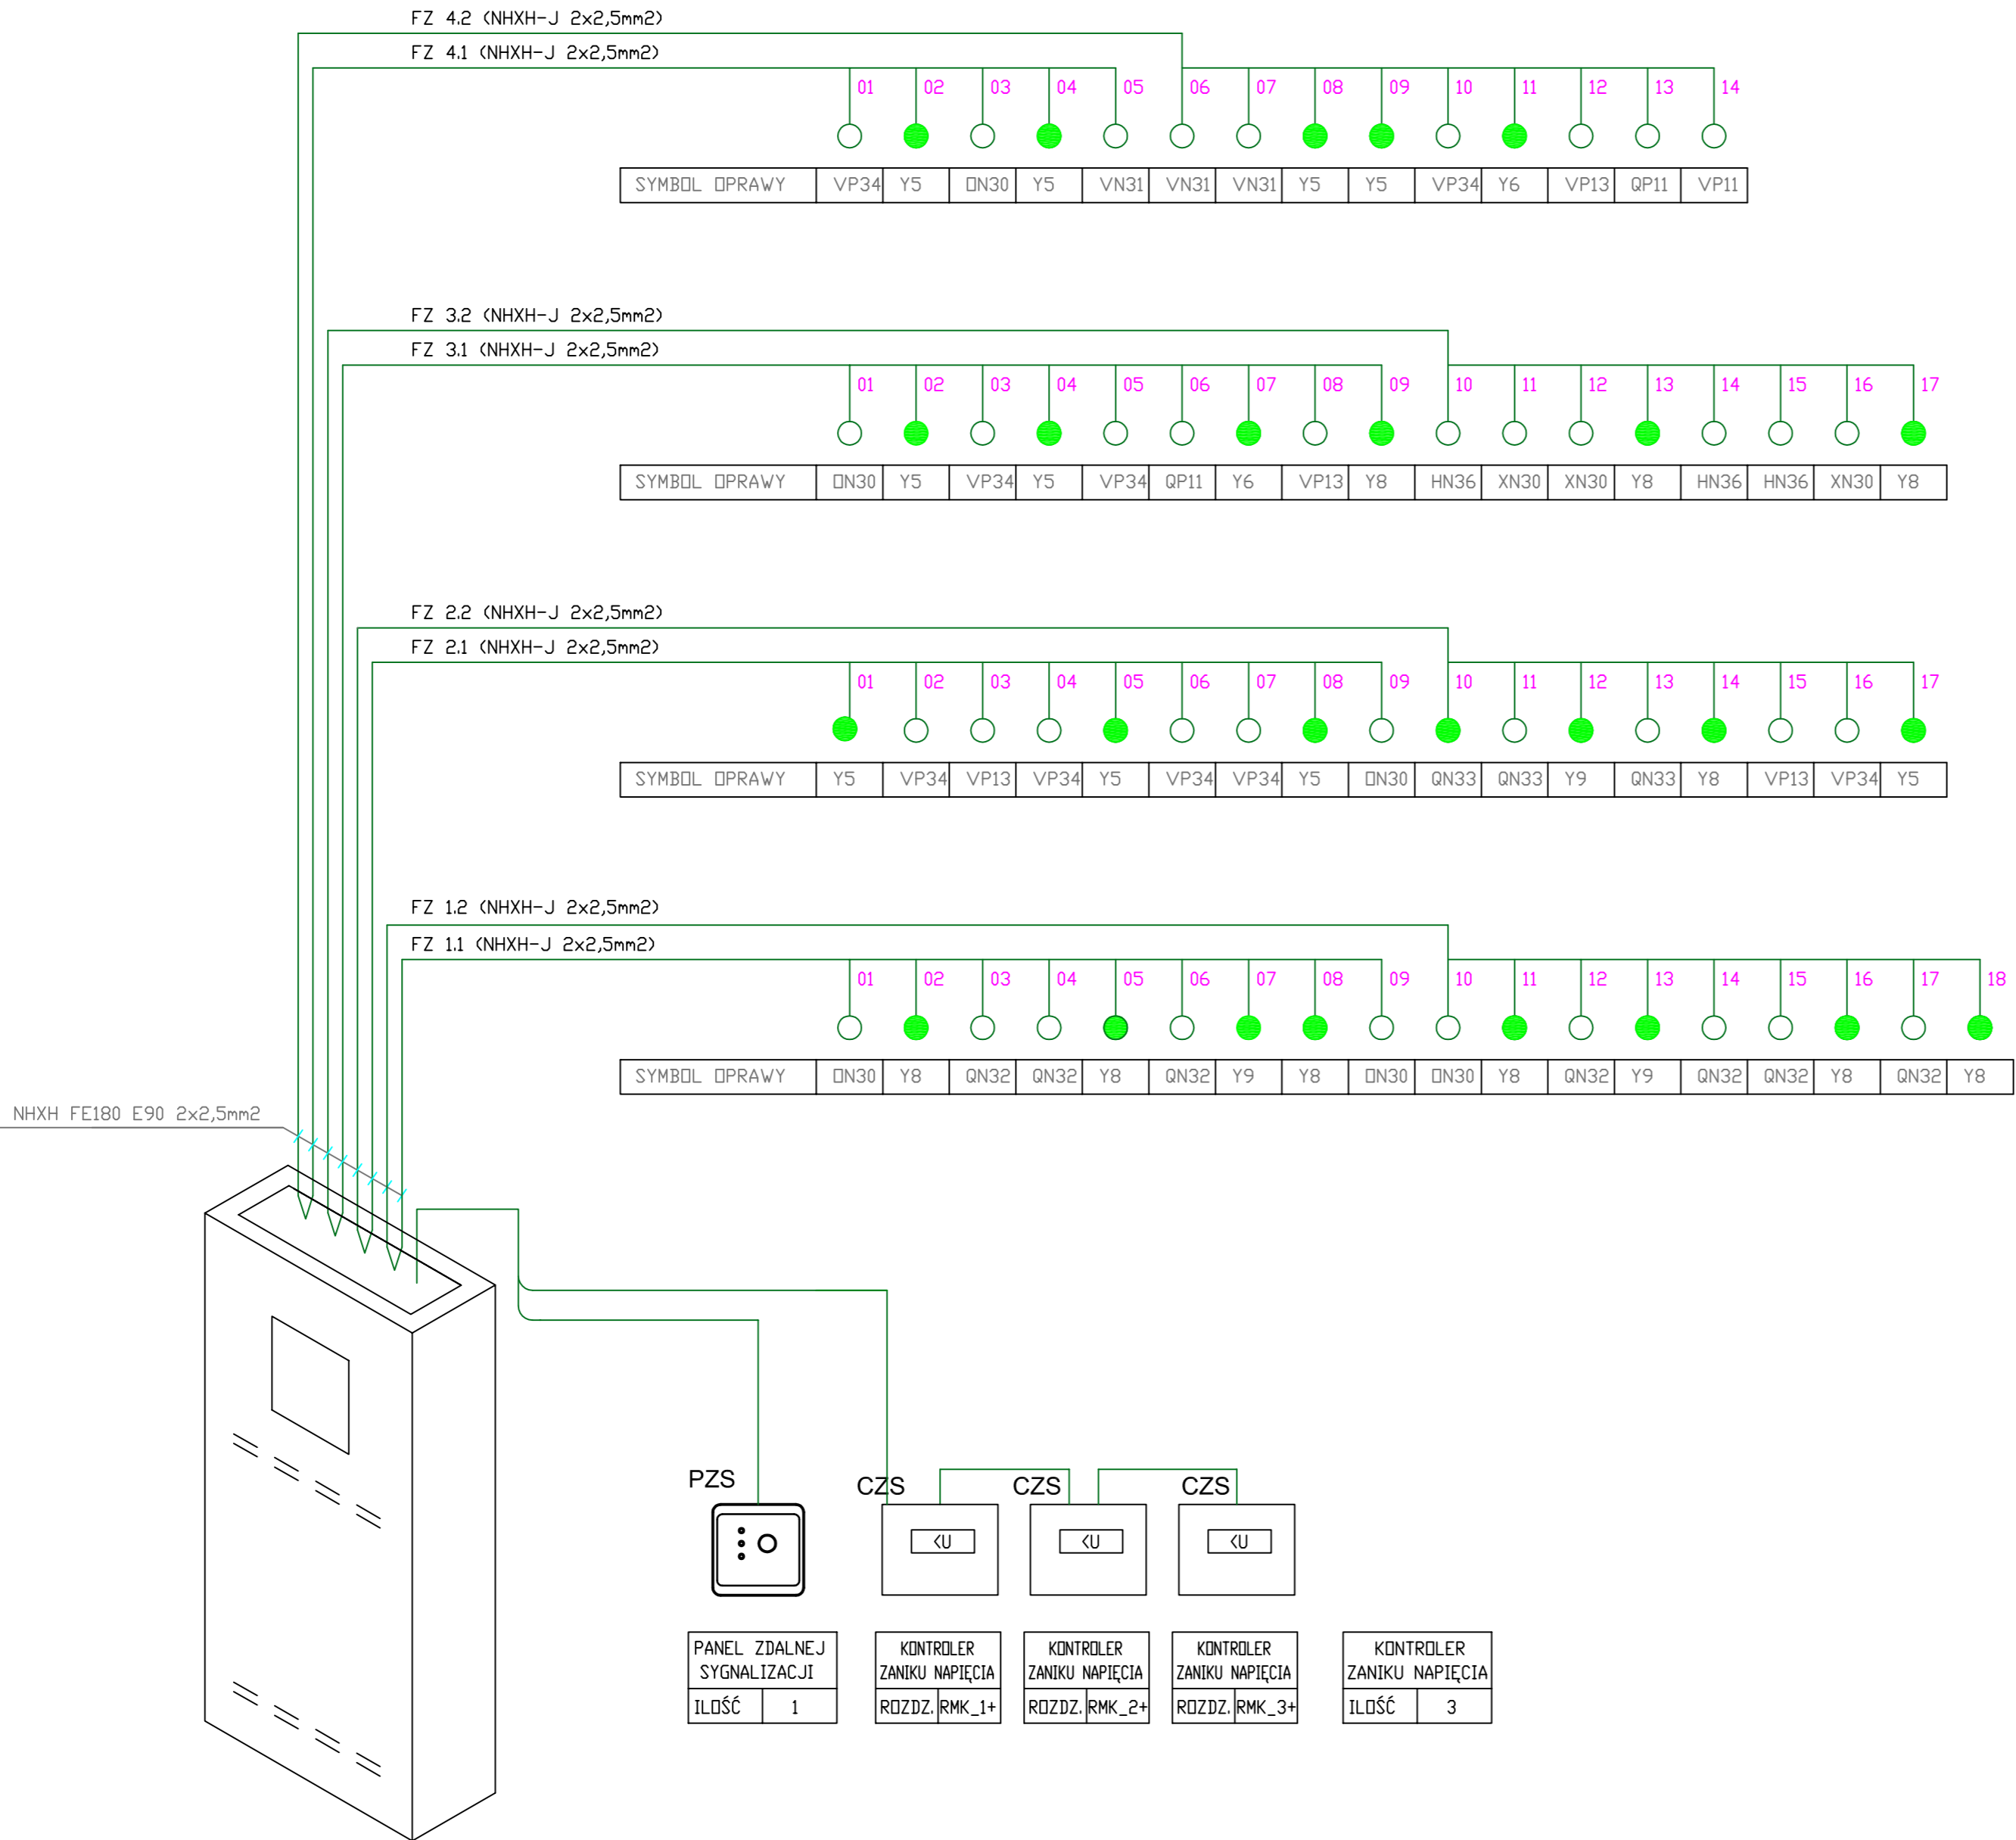 FZ 4.2 (NHXH-J 2x2,5mm2)
FZ 4.1 (NHXH-J 2x2,5mm2)
01 02 03 04 05 06 07 08 09 10 11 12 13 14
SYMBOL OPRAWY VP34 Y5 ON30 Y5 VN31 VN31 VN31 Y5 Y5 VP34 Y6 VP13 QP11 VP11
FZ 3.2 (NHXH-J 2x2,5mm2)
FZ 3.1 (NHXH-J 2x2,5mm2)
01 02 03 04 05 06 07 08 09 10 11 12 13 14 15 16 17
SYMBOL OPRAWY ON30 Y5 VP34 Y5 VP34 QP11 Y6 VP13 Y8 HN36 XN30 XN30 Y8 HN36 HN36 XN30 Y8
FZ 2.2 (NHXH-J 2x2,5mm2)
FZ 2.1 (NHXH-J 2x2,5mm2)
01 02 03 04 05 06 07 08 09 10 11 12 13 14 15 16 17
SYMBOL OPRAWY Y5 VP34 VP13 VP34 Y5 VP34 VP34 Y5 ON30 QN33 QN33 Y9 QN33 Y8 VP13 VP34 Y5
FZ 1.2 (NHXH-J 2x2,5mm2)
FZ 1.1 (NHXH-J 2x2,5mm2)
01 02 03 04 05 06 07 08 09 10 11 12 13 14 15 16 17 18
SYMBOL OPRAWY ON30 Y8 QN32 QN32 Y8 QN32 Y9 Y8 ON30 ON30 Y8 QN32 Y9 QN32 QN32 Y8 QN32 Y8
NHXH FE180 E90 2x2,5mm2
PZS CZS CZS CZS
<U <U <U
PANEL ZDALNEJ
SYGNALIZACJI
ILOŚĆ 1
KONTROLER
ZANIKU NAPIĘCIA
ROZDZ. RMK_1+
KONTROLER
ZANIKU NAPIĘCIA
ROZDZ. RMK_2+
KONTROLER
ZANIKU NAPIĘCIA
ROZDZ. RMK_3+
KONTROLER
ZANIKU NAPIĘCIA
ILOŚĆ 3